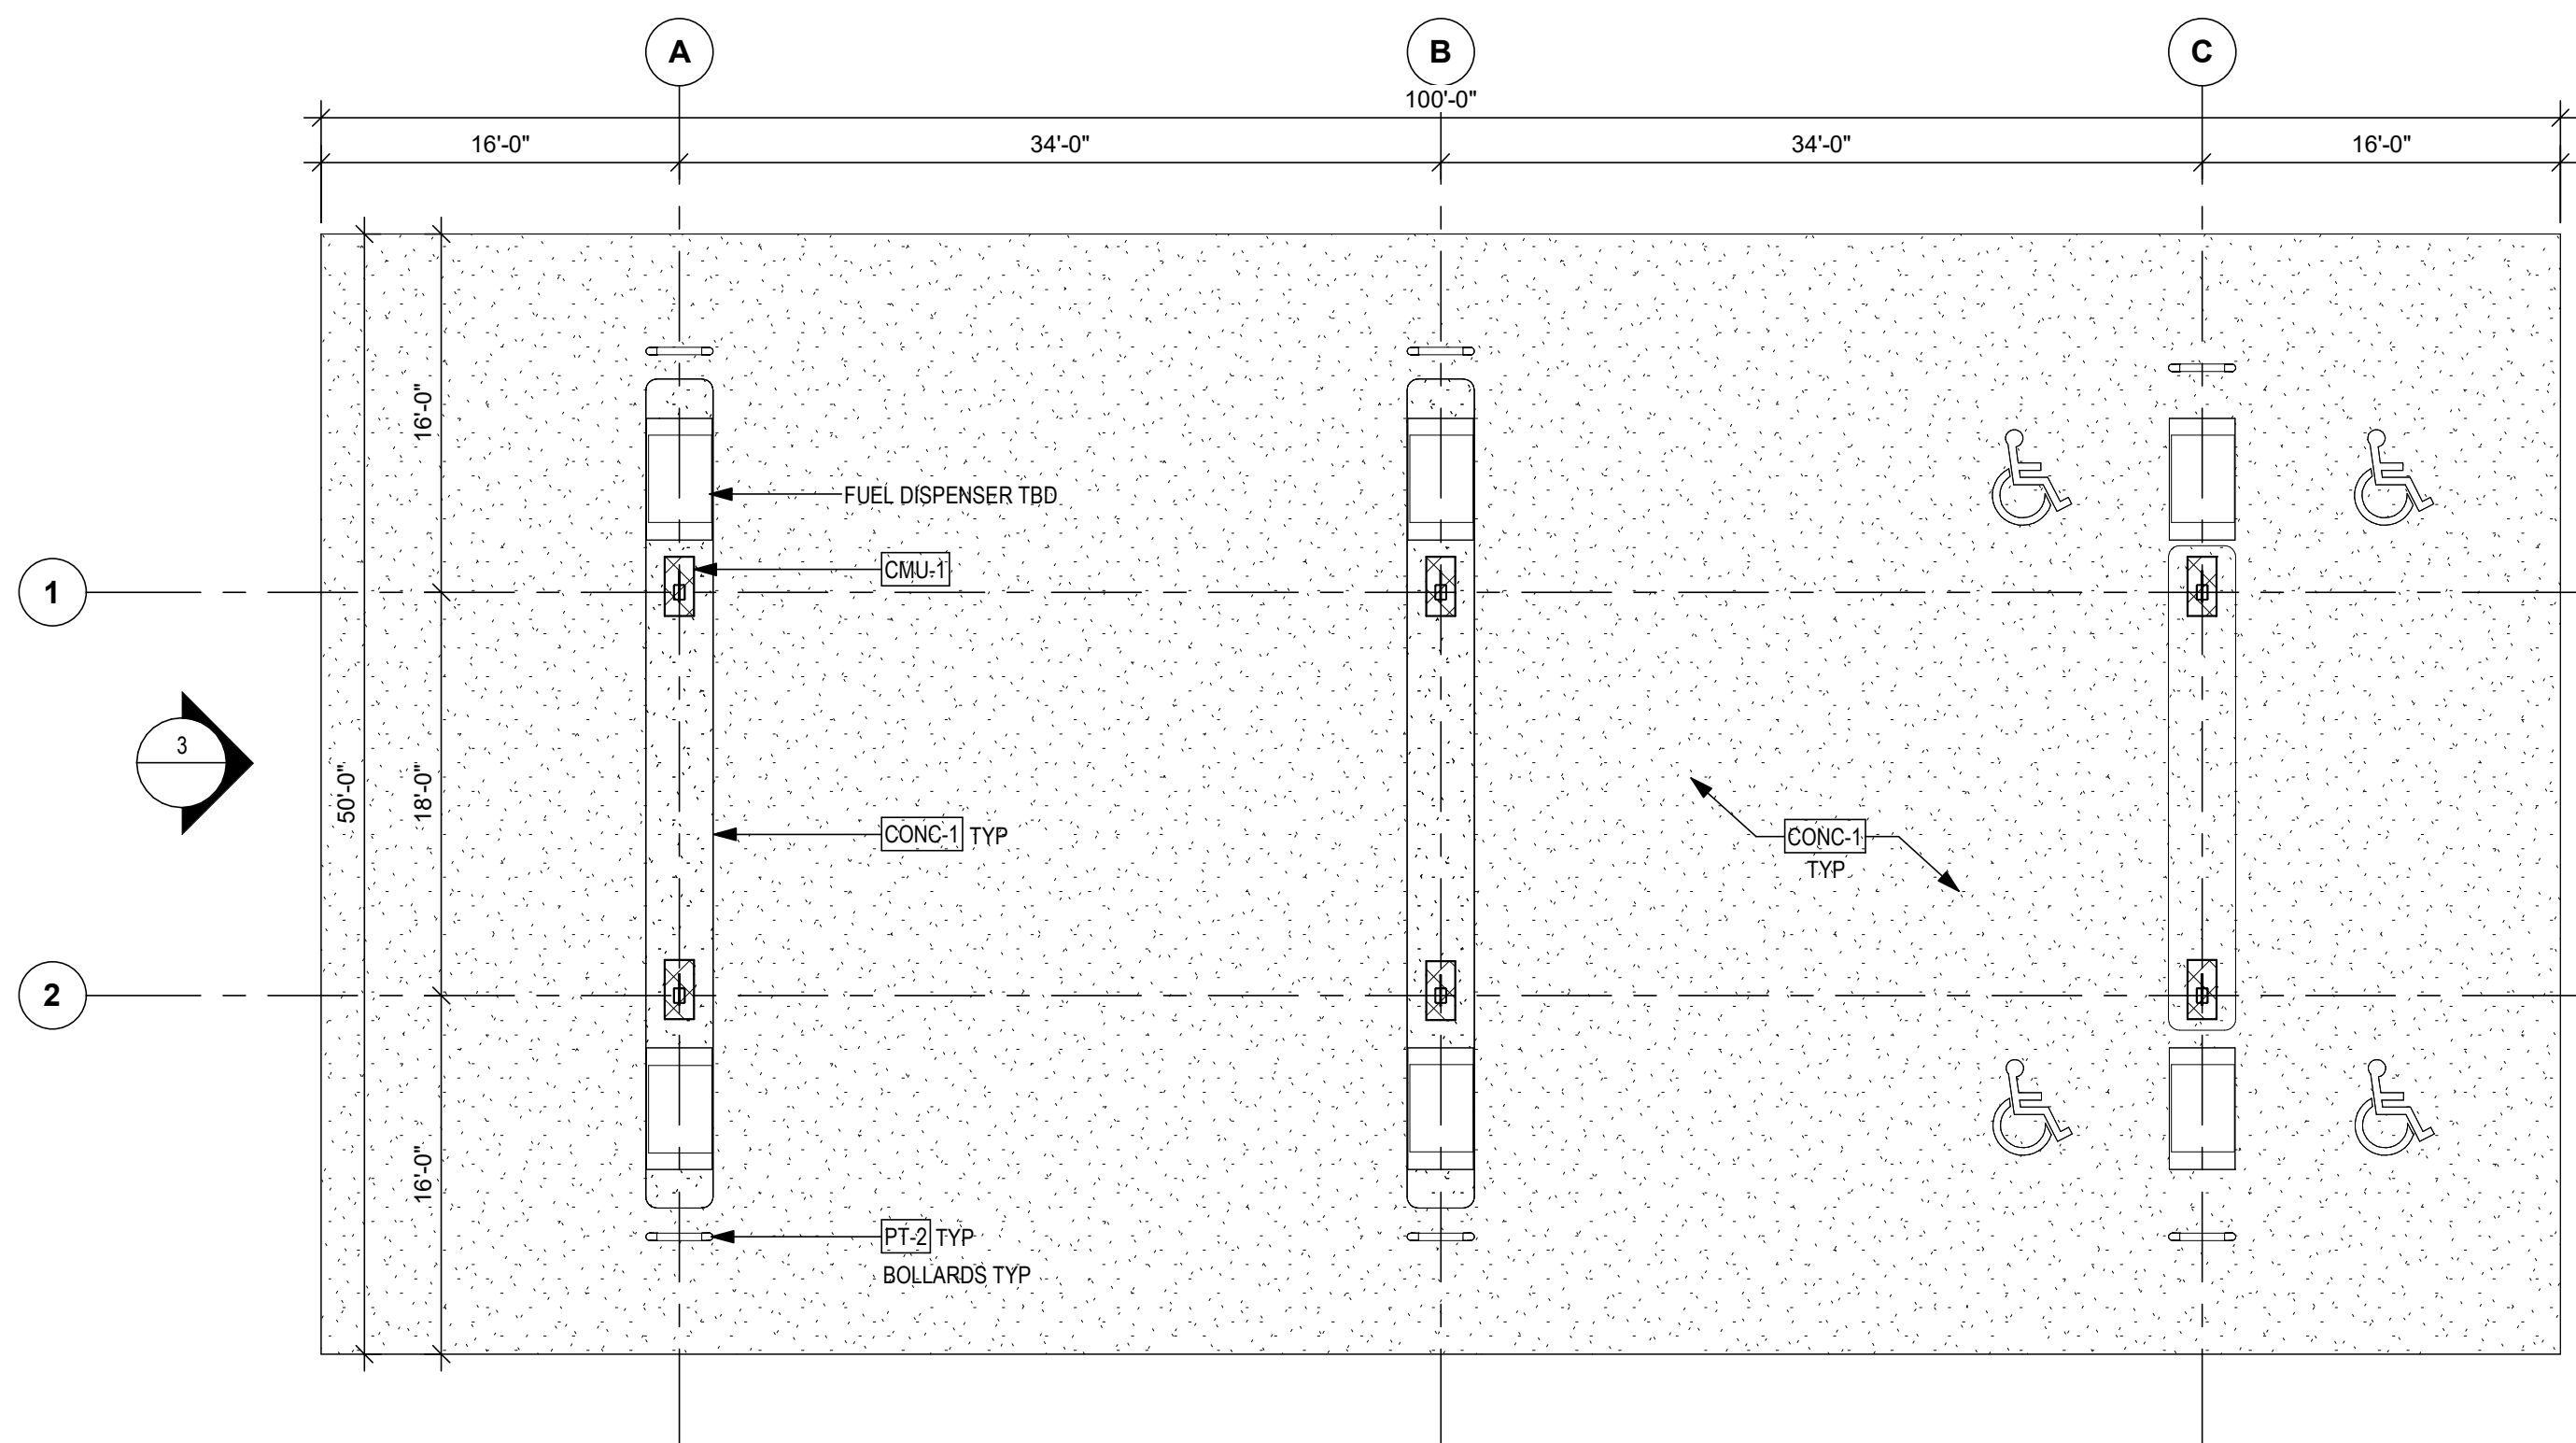 A
B
C
100'-0"
16'-0"
34'-0"
34'-0"
16'-0"
16'-0"
FUEL DISPENSER TBD
CMU-1
1
3
50'-0"
18'-0"
CONC-1 TYP
CONC-1
TYP
2
16'-0"
PT-2 TYP
BOLLARDS TYP